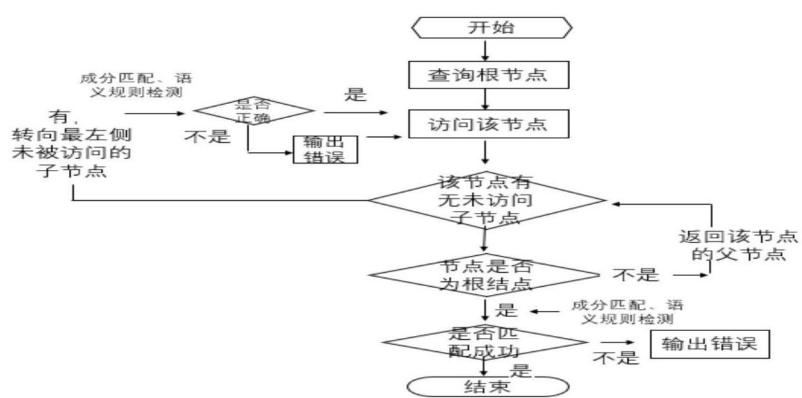 开始
查询根节点
成分匹配、语
义规则检测
是否
正确
是
访问该节点
有，
转向最左侧
未被访问的
子节点
不是
输出
错误
该节点有
无未访问
子节点
返回该节点
的父节点
节点是否
为根结点
不是
是
成分匹配、语
义规则检测
是否匹
配成功
不是
输出错误
是
结束